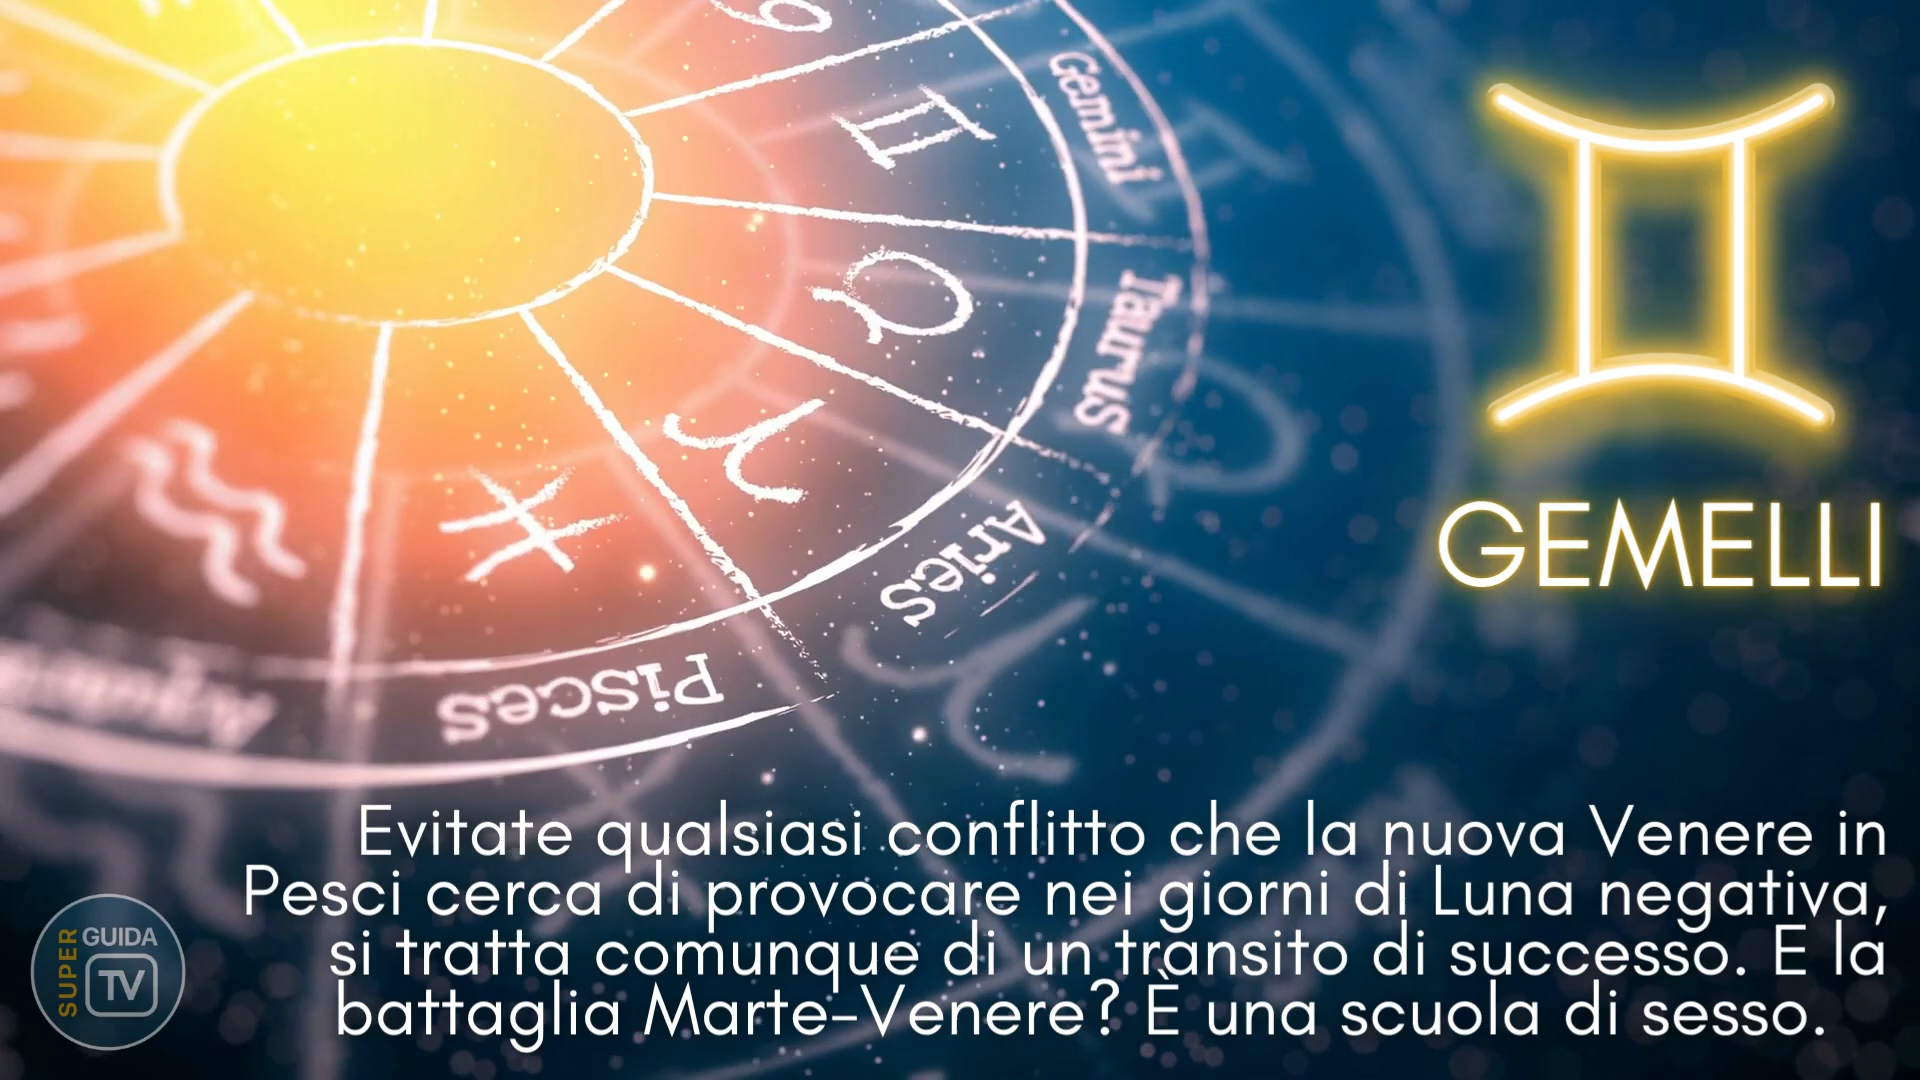 Gemini
Taurus
Aries
Pisces
GEMELLI
Evitate qualsiasi conflitto che la nuova Venere in
Pesci cerca di provocare nei giorni di Luna negativa,
si tratta comunque di un transito di successo. E la
battaglia Marte-Venere? È una scuola di sesso.
SUPER
GUIDA
TV